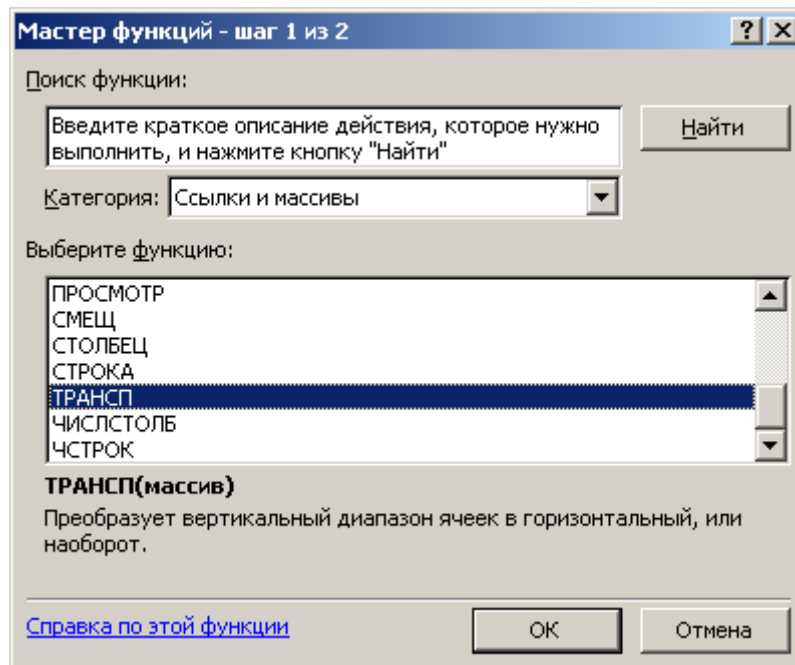 Мастер функций - шаг 1 из 2
Поиск функции:
Введите краткое описание действия, которое нужно
выполнить, и нажмите кнопку "Найти"
Найти
Категория: Ссылки и массивы
Выберите функцию:
ПРОСМОТР
СМЕЩ
СТОЛБЕЦ
СТРОКА
ТРАНСП
ЧИСЛСТОЛБ
ЧСТРОК
ТРАНСП(массив)
Преобразует вертикальный диапазон ячеек в горизонтальный, или
наоборот.
Справка по этой функции
ОК
Отмена